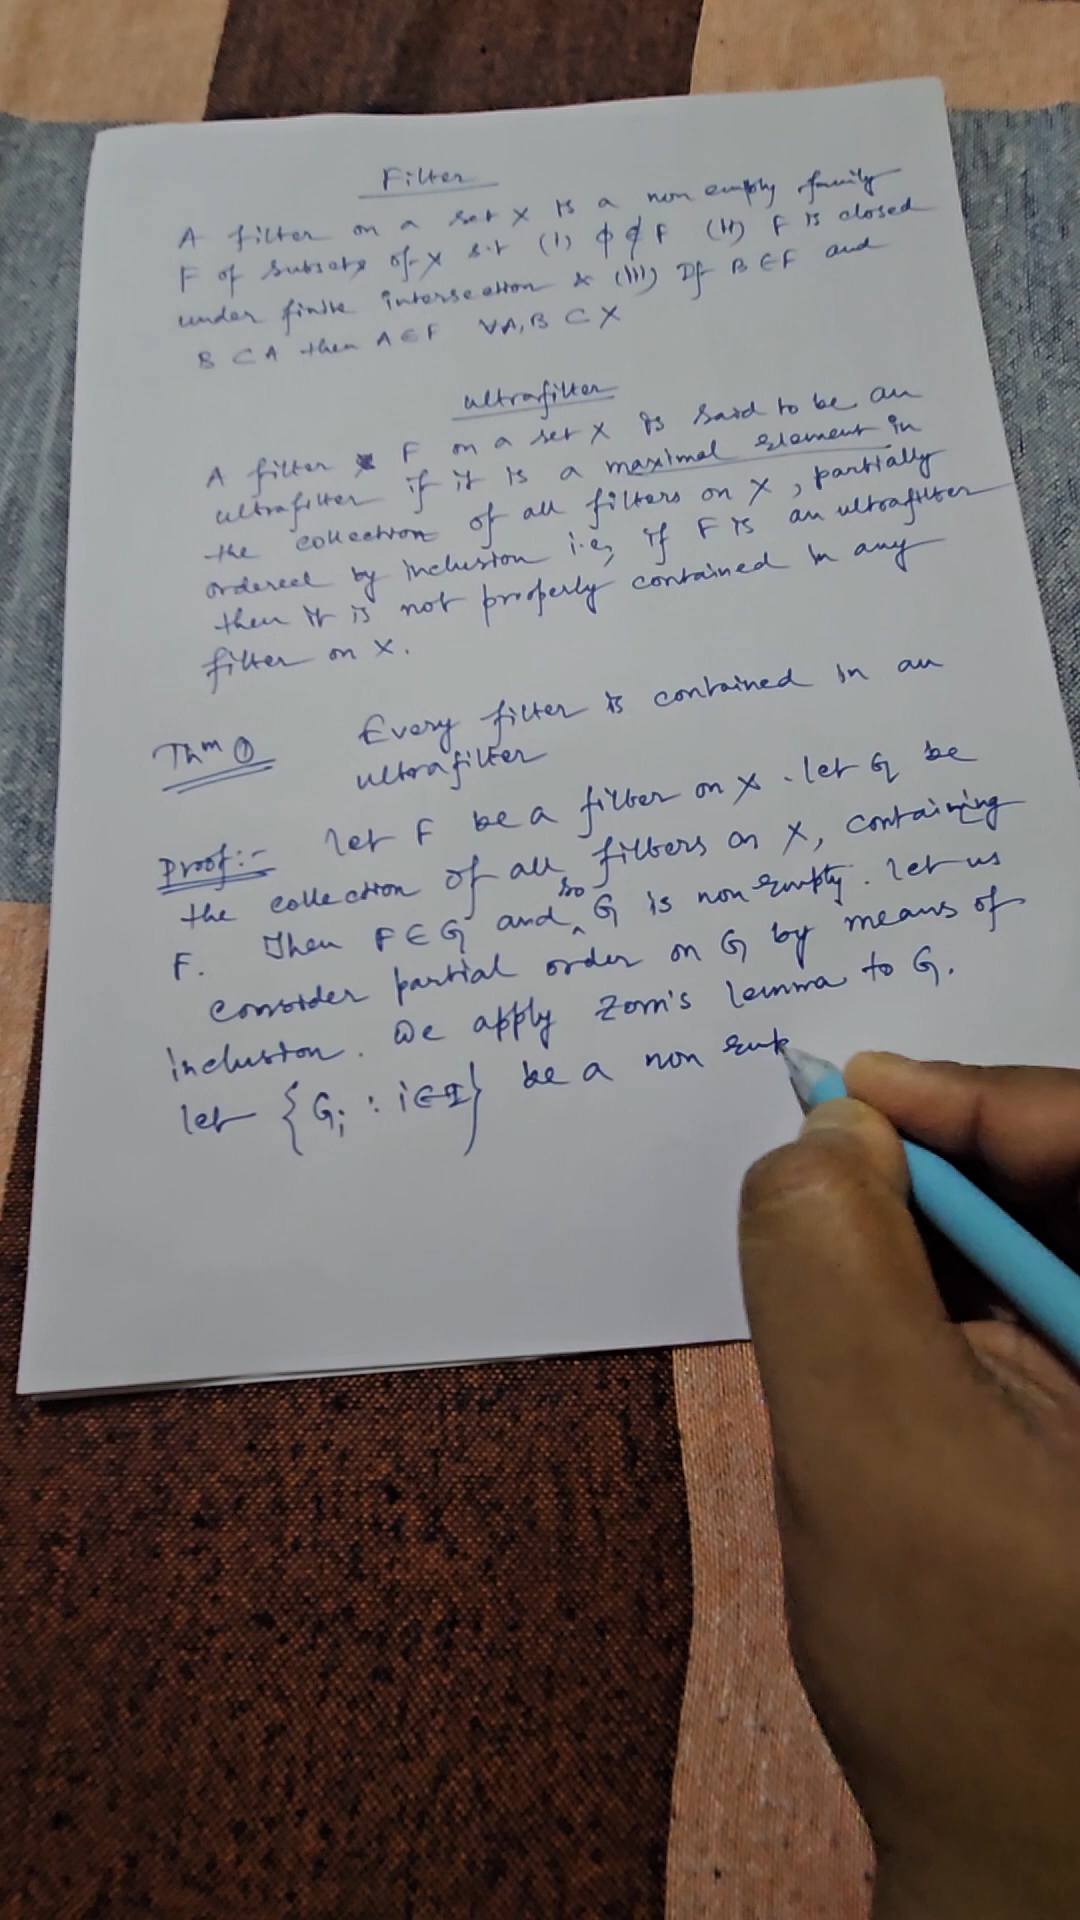 Filter
A filter on a set X is a non empty family
F of subsets of X s.t (i) ϕ ∉ F (ii) F is closed
under finite intersection & (iii) If B ∈ F and
B ⊂ A then A ∈ F ∀A, B ⊂ X
ultrafilter
A filter F on a set X is said to be an
ultrafilter if it is a maximal element in
the collection of all filters on X, partially
ordered by inclusion i.e, if F is an ultrafilter
then it is not properly contained in any
filter on X.
Thm ① Every filter is contained in an
ultrafilter
Proof:- let F be a filter on X. let G be
the collection of all filters on X, containing
F. Then F ∈ G and so G is non empty. let us
consider partial order on G by means of
inclusion. We apply Zorn's lemma to G.
let {Gi : i ∈ I} be a non emp